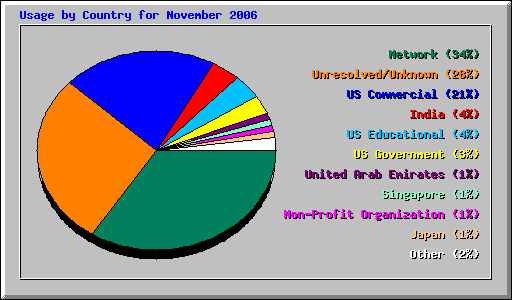 Usage by Country for November 2006
Network (34%)
Unresolved/Unknown (28%)
US Commercial (21%)
India (4%)
US Educational (4%)
US Government (3%)
United Arab Emirates (1%)
Singapore (1%)
Non-Profit Organization (1%)
Japan (1%)
Other (2%)